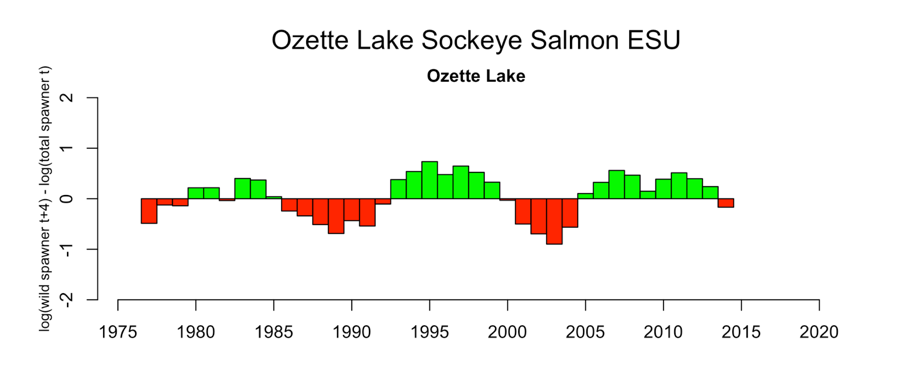 Ozette Lake Sockeye Salmon ESU
Ozette Lake
log(wild spawner t+4) - log(total spawner t)
2
1
0
-1
-2
1975 1980 1985 1990 1995 2000 2005 2010 2015 2020